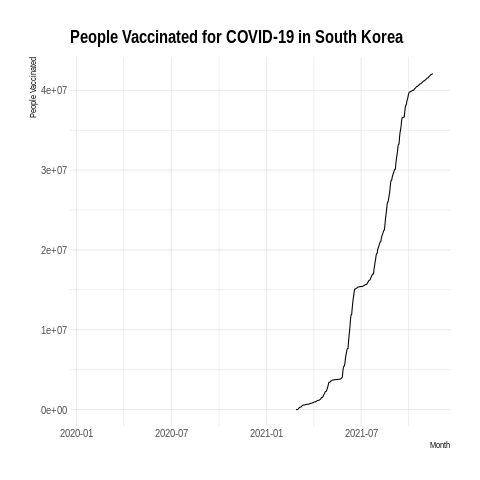 People Vaccinated for COVID-19 in South Korea
People Vaccinated
4e+07
3e+07
2e+07
1e+07
0e+00
2020-01 2020-07 2021-01 2021-07
Month